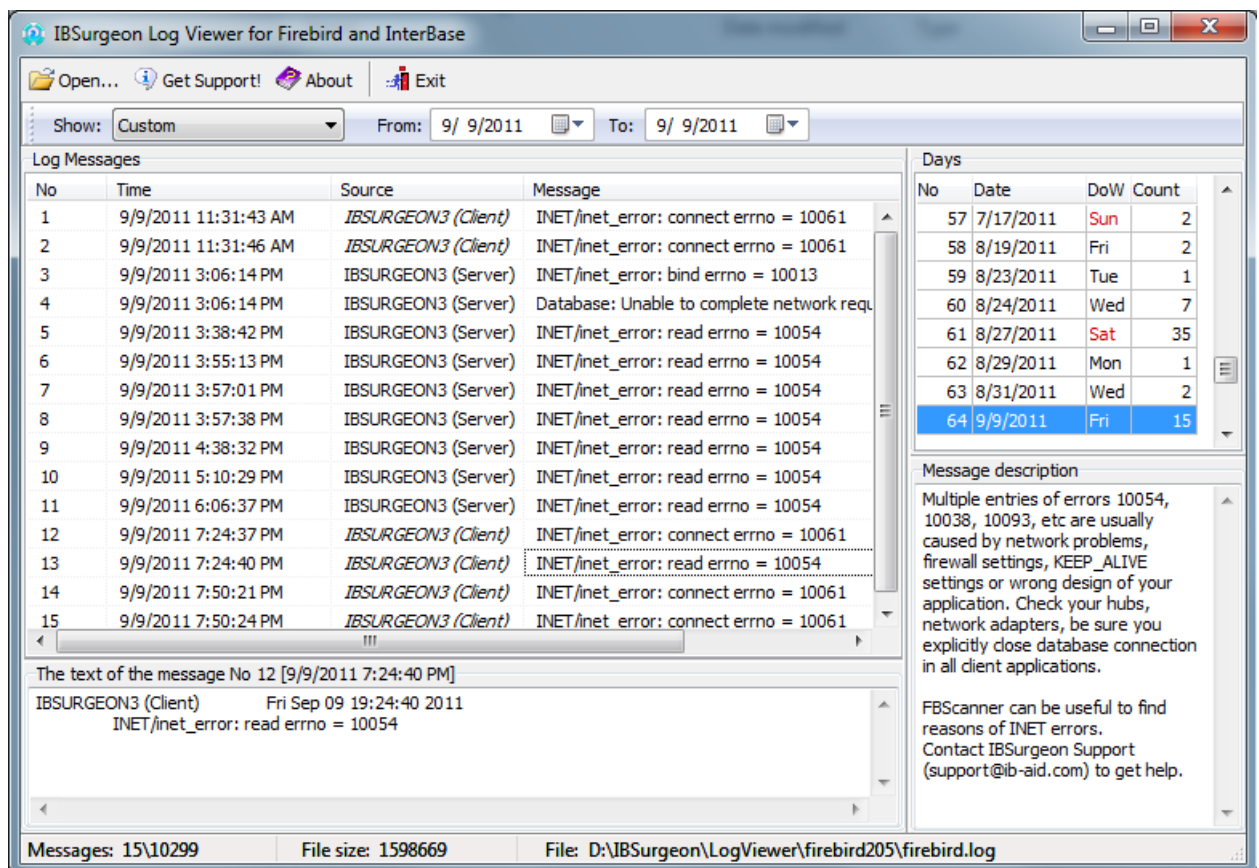 IBSurgeon Log Viewer for Firebird and InterBase
Open... Get Support! About Exit
Show: Custom From: 9/ 9/2011 To: 9/ 9/2011
Log Messages
No Time Source Message
1 9/9/2011 11:31:43 AM IBSURGEON3 (Client) INET/inet_error: connect errno = 10061
2 9/9/2011 11:31:46 AM IBSURGEON3 (Client) INET/inet_error: connect errno = 10061
3 9/9/2011 3:06:14 PM IBSURGEON3 (Server) INET/inet_error: bind errno = 10013
4 9/9/2011 3:06:14 PM IBSURGEON3 (Server) Database: Unable to complete network requ
5 9/9/2011 3:38:42 PM IBSURGEON3 (Server) INET/inet_error: read errno = 10054
6 9/9/2011 3:55:13 PM IBSURGEON3 (Server) INET/inet_error: read errno = 10054
7 9/9/2011 3:57:01 PM IBSURGEON3 (Server) INET/inet_error: read errno = 10054
8 9/9/2011 3:57:38 PM IBSURGEON3 (Server) INET/inet_error: read errno = 10054
9 9/9/2011 4:38:32 PM IBSURGEON3 (Server) INET/inet_error: read errno = 10054
10 9/9/2011 5:10:29 PM IBSURGEON3 (Server) INET/inet_error: read errno = 10054
11 9/9/2011 6:06:37 PM IBSURGEON3 (Server) INET/inet_error: read errno = 10054
12 9/9/2011 7:24:37 PM IBSURGEON3 (Client) INET/inet_error: connect errno = 10061
13 9/9/2011 7:24:40 PM IBSURGEON3 (Client) INET/inet_error: read errno = 10054
14 9/9/2011 7:50:21 PM IBSURGEON3 (Client) INET/inet_error: connect errno = 10061
15 9/9/2011 7:50:24 PM IBSURGEON3 (Client) INET/inet_error: connect errno = 10061
The text of the message No 12 [9/9/2011 7:24:40 PM]
IBSURGEON3 (Client) Fri Sep 09 19:24:40 2011
INET/inet_error: read errno = 10054
Days
No Date DoW Count
57 7/17/2011 Sun 2
58 8/19/2011 Fri 2
59 8/23/2011 Tue 1
60 8/24/2011 Wed 7
61 8/27/2011 Sat 35
62 8/29/2011 Mon 1
63 8/31/2011 Wed 2
64 9/9/2011 Fri 15
Message description
Multiple entries of errors 10054,
10038, 10093, etc are usually
caused by network problems,
firewall settings, KEEP_ALIVE
settings or wrong design of your
application. Check your hubs,
network adapters, be sure you
explicitly close database connection
in all client applications.
FBScanner can be useful to find
reasons of INET errors.
Contact IBSurgeon Support
(support@ib-aid.com) to get help.
Messages: 15\10299 File size: 1598669 File: D:\IBSurgeon\LogViewer\firebird205\firebird.log